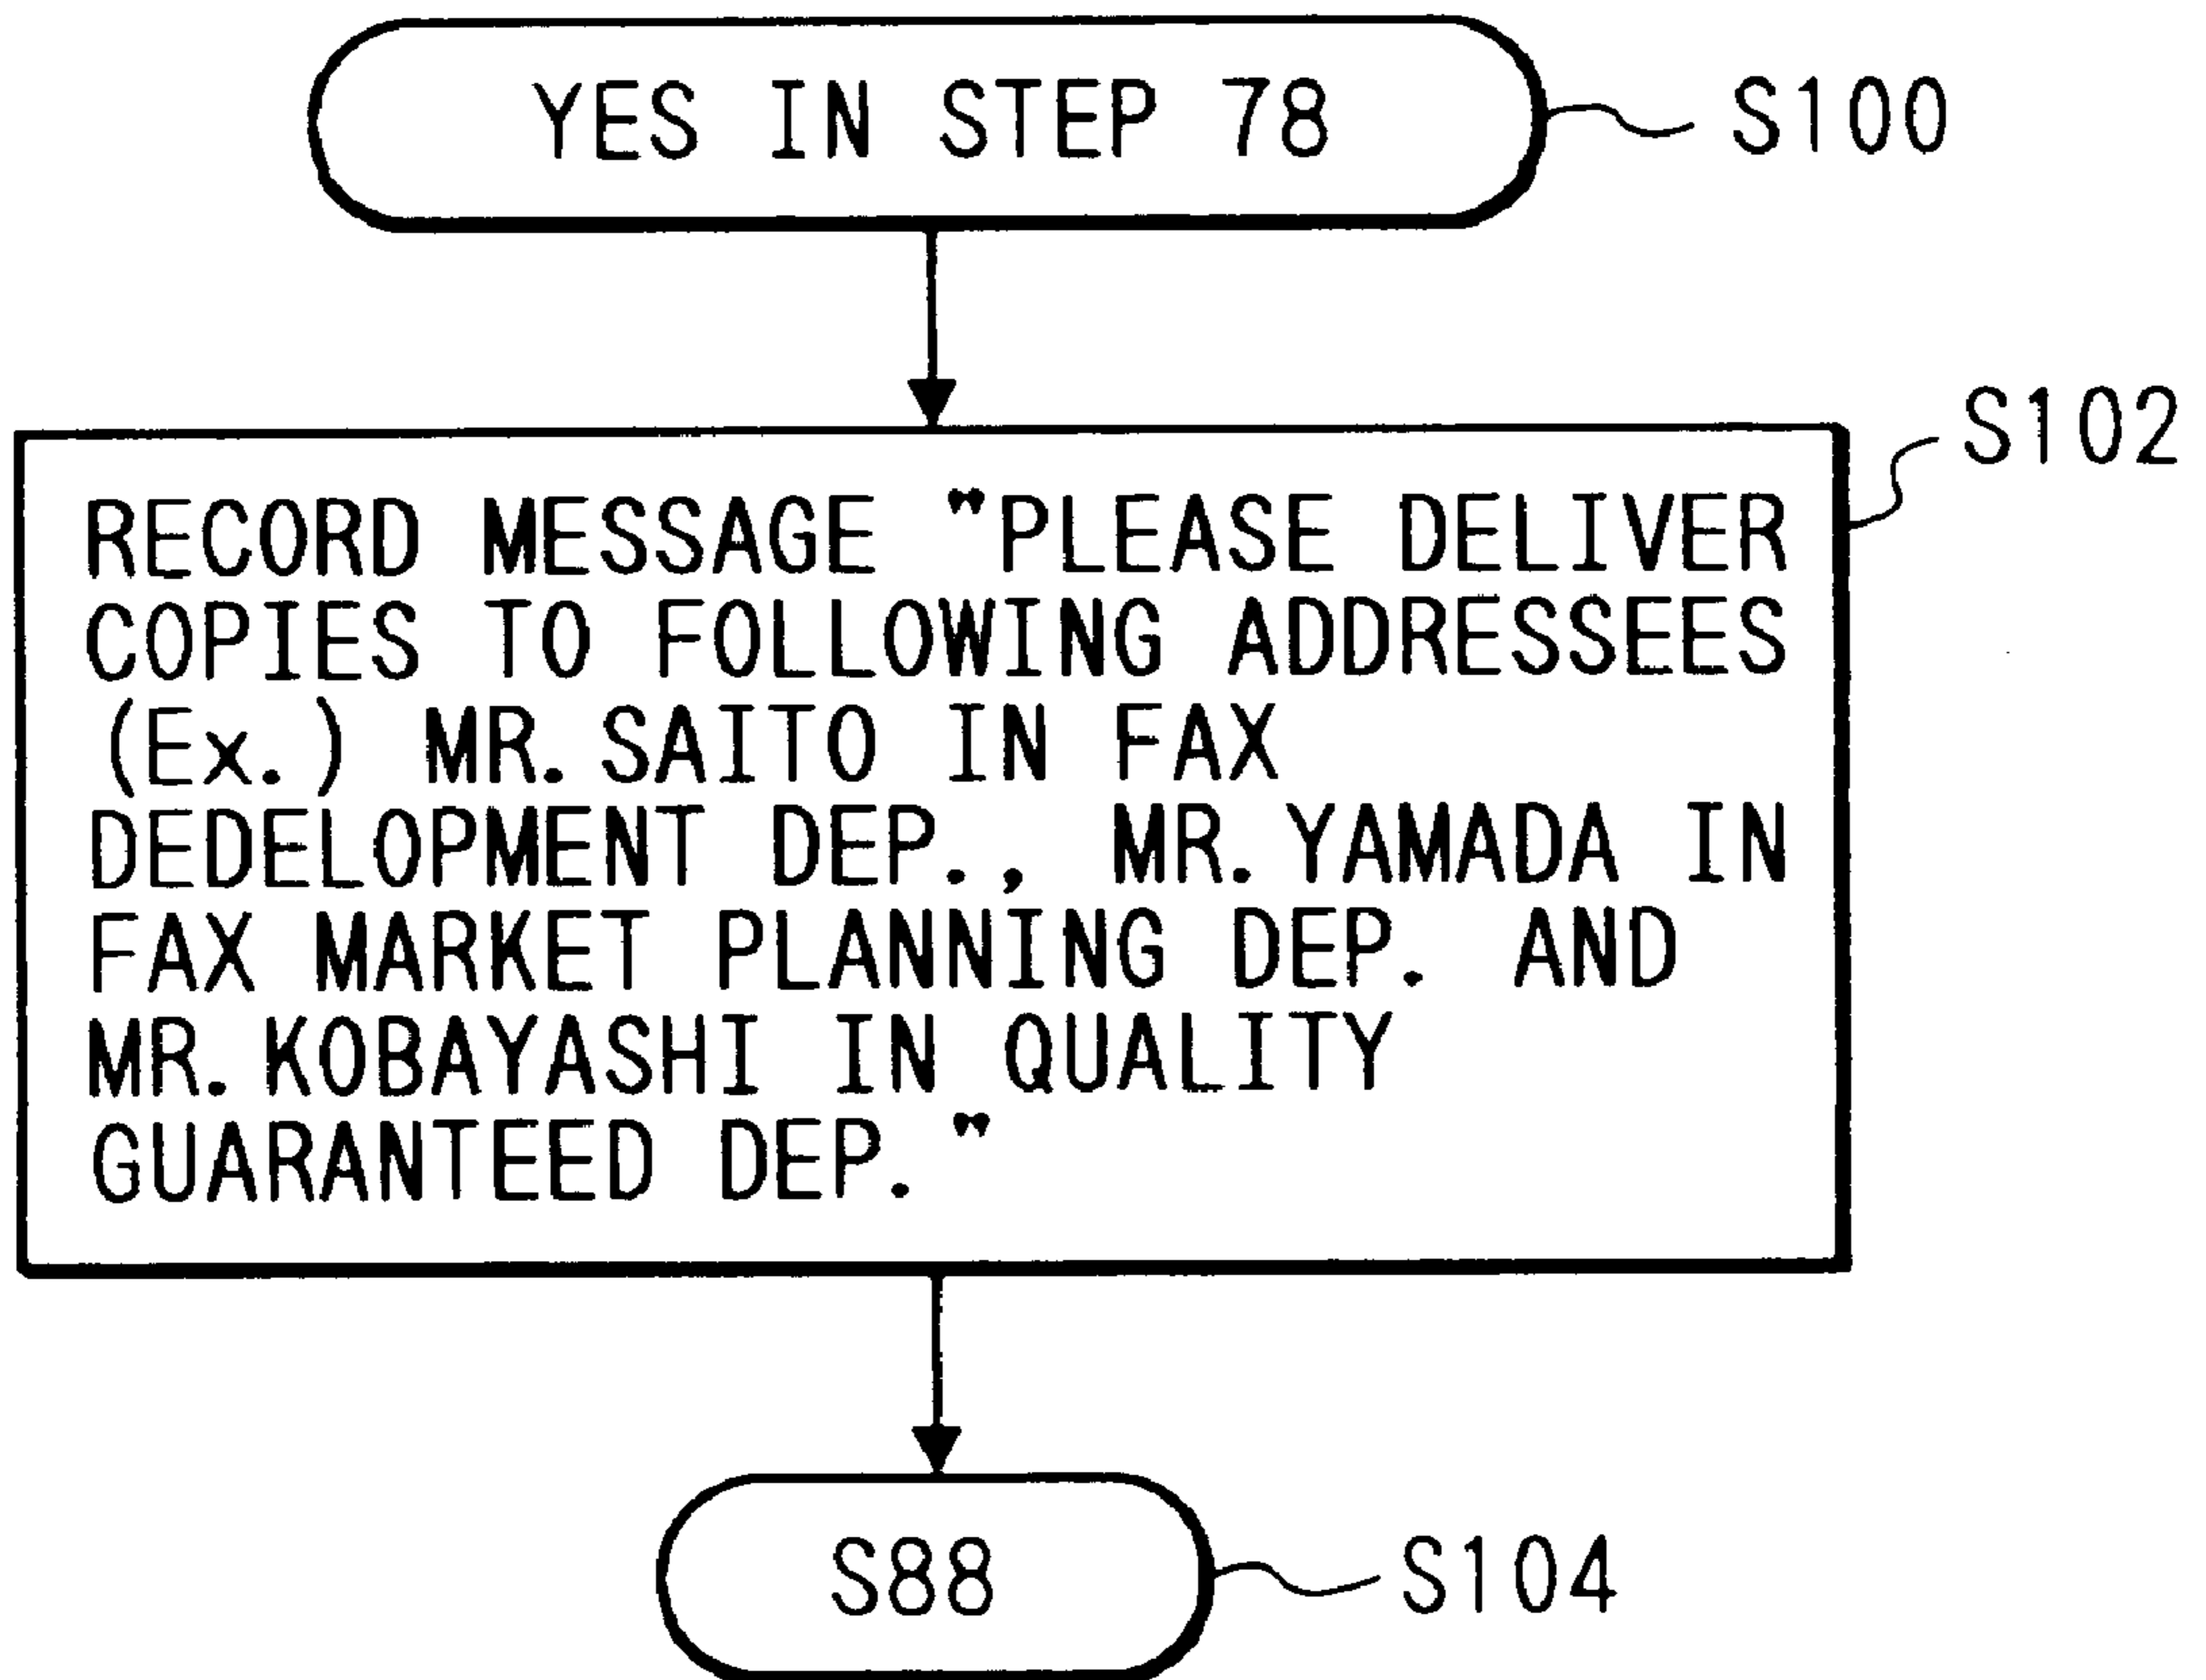 YES IN STEP 78
S100
S102
RECORD MESSAGE "PLEASE DELIVER
COPIES TO FOLLOWING ADDRESSEES
(Ex.) MR. SAITO IN FAX
DEDELOPMENT DEP., MR. YAMADA IN
FAX MARKET PLANNING DEP. AND
MR. KOBAYASHI IN QUALITY
GUARANTEED DEP."
S88
S104